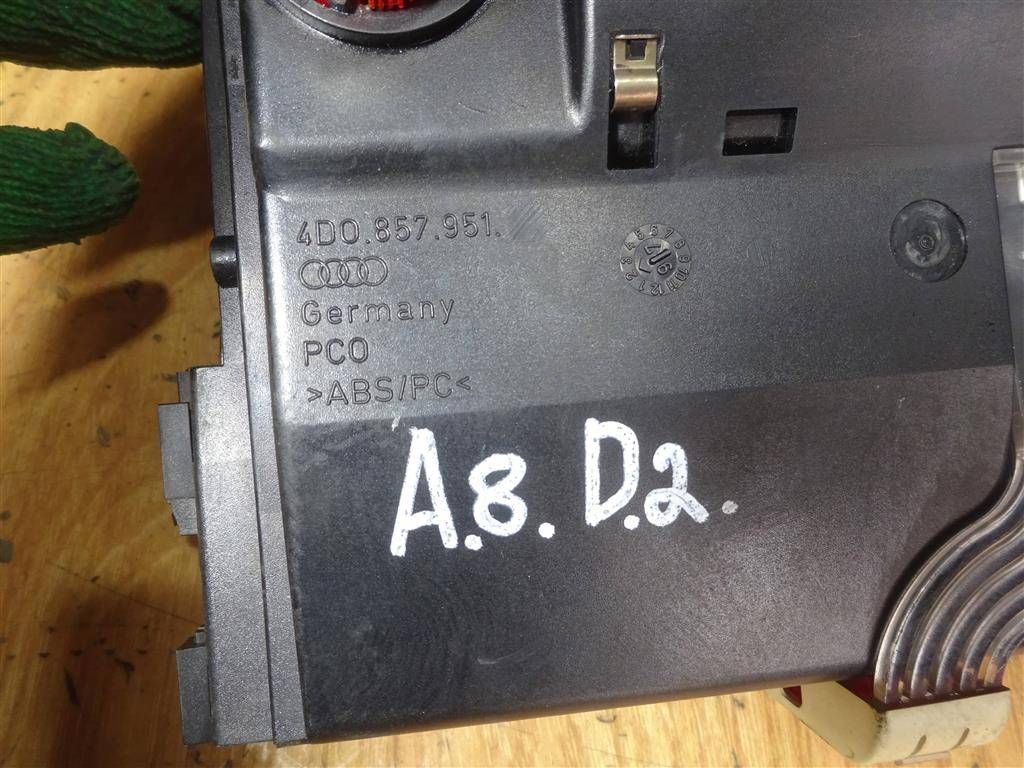 4D0.857.951.
Germany
PCO
>ABS/PC<
A.8. D.2.